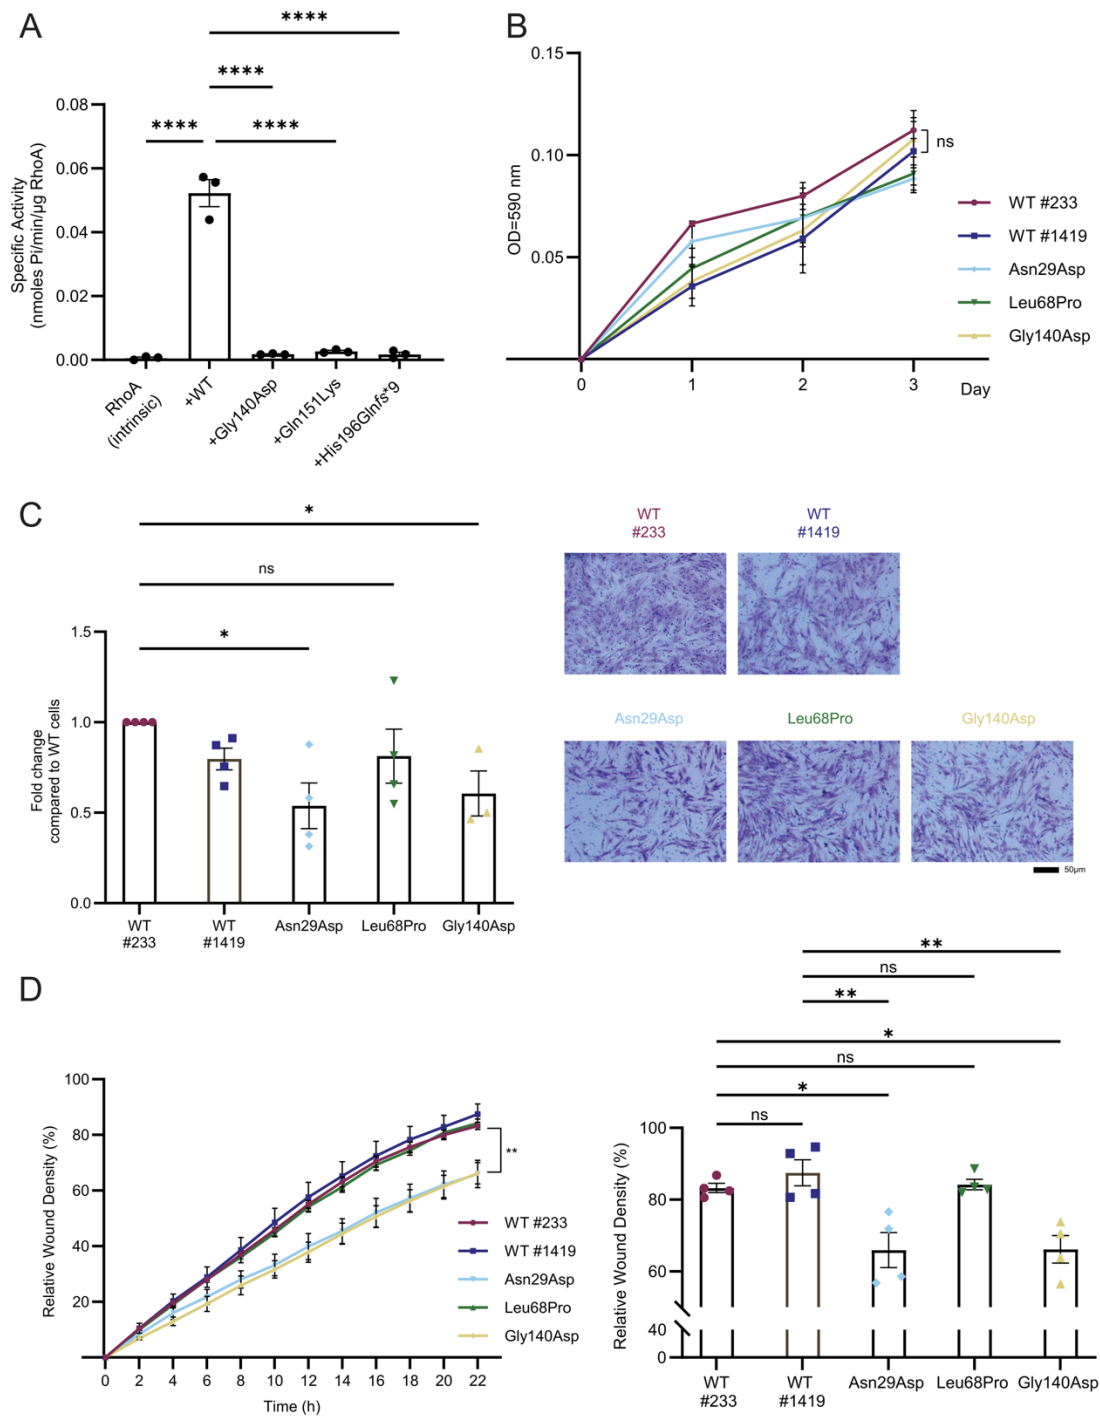 A
****
****
****
****
Specific Activity
(nmoles Pi/min/µg RhoA)
0.08
0.06
0.04
0.02
0.00
RhoA
(intrinsic)
+WT
+Gly140Asp
+Gln151Lys
+His196Glnfs*9
B
OD=590 nm
0.15
0.10
0.05
ns
0
1
2
3
Day
WT #233
WT #1419
Asn29Asp
Leu68Pro
Gly140Asp
C
*
ns
*
Fold change
compared to WT cells
1.5
1.0
0.5
0.0
WT
#233
WT
#1419
Asn29Asp
Leu68Pro
Gly140Asp
WT
#233
WT
#1419
Asn29Asp
Leu68Pro
Gly140Asp
50µm
D
Relative Wound Density (%)
100
80
60
40
20
**
0
2
4
6
8
10
12
14
16
18
20
22
Time (h)
WT #233
WT #1419
Asn29Asp
Leu68Pro
Gly140Asp
**
ns
**
*
ns
*
ns
Relative Wound Density (%)
100
80
60
40
0
WT
#233
WT
#1419
Asn29Asp
Leu68Pro
Gly140Asp